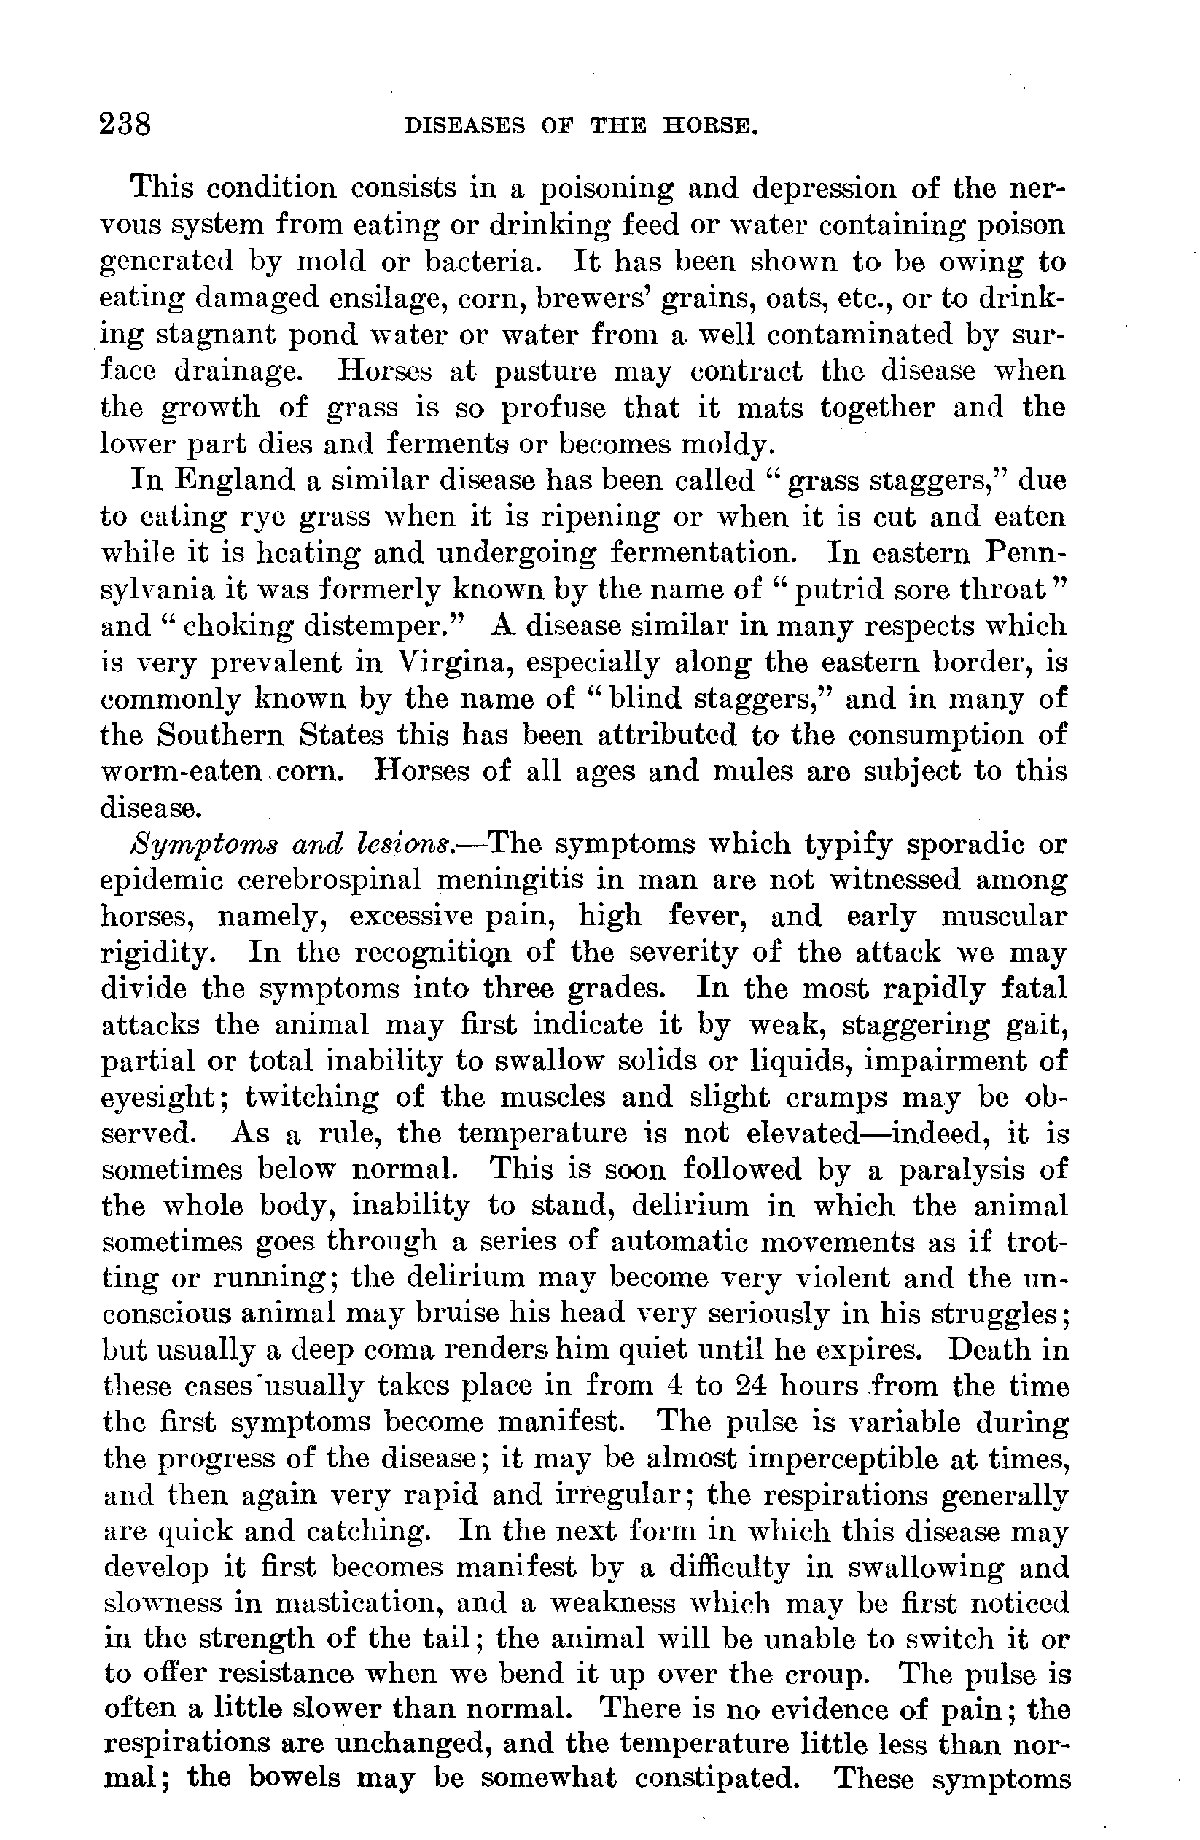 238 DISEASES OF THE HORSE.
This condition consists in a poisoning and depression of the ner-
vous system from eating or drinking feed or water containing poison
generated by mold or bacteria. It has been shown to be owing to
eating damaged ensilage, corn, brewers' grains, oats, etc., or to drink-
ing stagnant pond water or water from a well contaminated by sur-
face drainage. Horses at pasture may contract the disease when
the growth of grass is so profuse that it mats together and the
lower part dies and ferments or becomes moldy.
In England a similar disease has been called "grass staggers," due
to eating rye grass when it is ripening or when it is cut and eaten
while it is heating and undergoing fermentation. In eastern Penn-
sylvania it was formerly known by the name of "putrid sore throat"
and "choking distemper." A disease similar in many respects which
is very prevalent in Virgina, especially along the eastern border, is
commonly known by the name of "blind staggers," and in many of
the Southern States this has been attributed to the consumption of
worm-eaten corn. Horses of all ages and mules are subject to this
disease.
Symptoms and lesions.—The symptoms which typify sporadic or
epidemic cerebrospinal meningitis in man are not witnessed among
horses, namely, excessive pain, high fever, and early muscular
rigidity. In the recognition of the severity of the attack we may
divide the symptoms into three grades. In the most rapidly fatal
attacks the animal may first indicate it by weak, staggering gait,
partial or total inability to swallow solids or liquids, impairment of
eyesight; twitching of the muscles and slight cramps may be ob-
served. As a rule, the temperature is not elevated—indeed, it is
sometimes below normal. This is soon followed by a paralysis of
the whole body, inability to stand, delirium in which the animal
sometimes goes through a series of automatic movements as if trot-
ting or running; the delirium may become very violent and the un-
conscious animal may bruise his head very seriously in his struggles;
but usually a deep coma renders him quiet until he expires. Death in
these cases usually takes place in from 4 to 24 hours from the time
the first symptoms become manifest. The pulse is variable during
the progress of the disease; it may be almost imperceptible at times,
and then again very rapid and irregular; the respirations generally
are quick and catching. In the next form in which this disease may
develop it first becomes manifest by a difficulty in swallowing and
slowness in mastication, and a weakness which may be first noticed
in the strength of the tail; the animal will be unable to switch it or
to offer resistance when we bend it up over the croup. The pulse is
often a little slower than normal. There is no evidence of pain; the
respirations are unchanged, and the temperature little less than nor-
mal; the bowels may be somewhat constipated. These symptoms